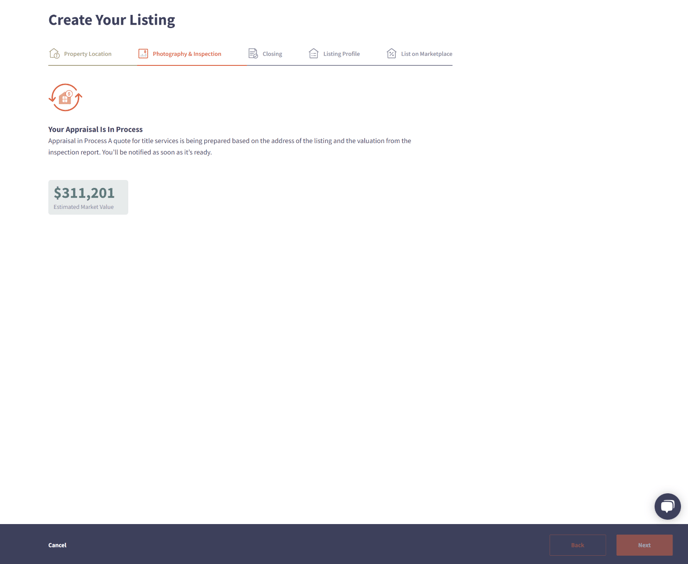 Create Your Listing
Property Location
Photography & Inspection
Closing
Listing Profile
List on Marketplace
Your Appraisal Is In Process
Appraisal in Process A quote for title services is being prepared based on the address of the listing and the valuation from the
inspection report. You'll be notified as soon as it's ready.
$311,201
Estimated Market Value
Cancel
Back
Next